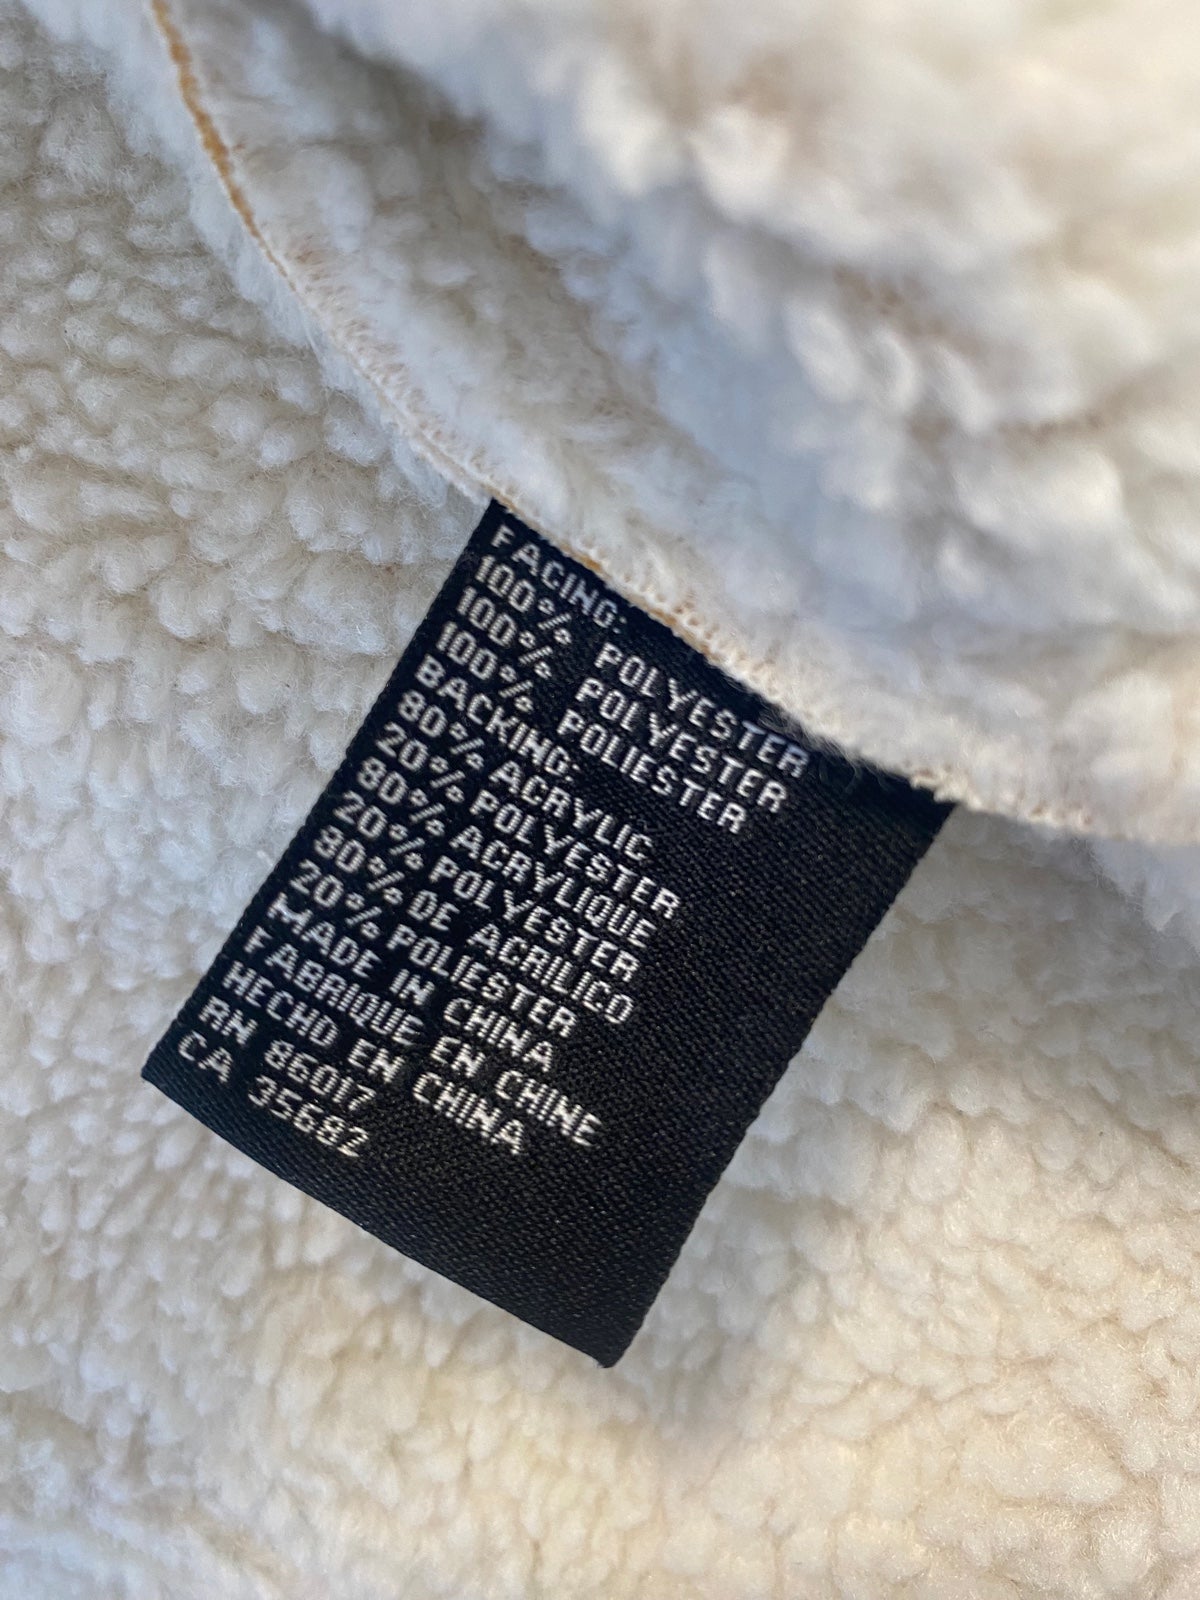 FACING:
100% POLYESTER
100% POLYESTER
100% POLIESTER
BACKING:
80% ACRYLIC
20% POLYESTER
80% ACRYLIQUE
20% POLYESTER
80% DE ACRILICO
20% POLIESTER
MADE IN CHINA
FABRIQUE EN CHINE
HECHO EN CHINA
RN 86017
CA 35682